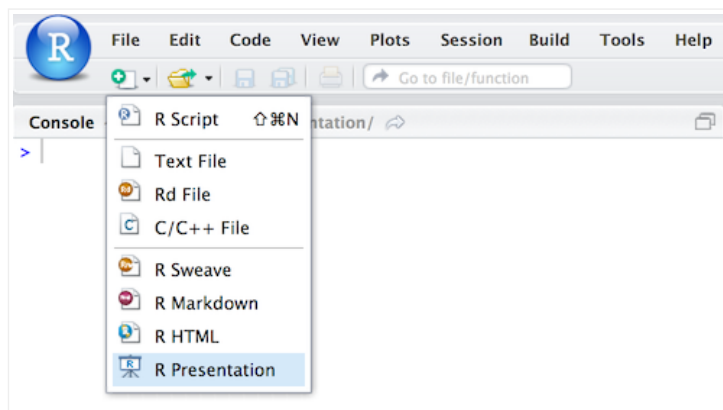 R
File Edit Code View Plots Session Build Tools Help
Go to file/function
Console ntation/
R Script ⇧⌘N
>
Text File
Rd File
C/C++ File
R Sweave
R Markdown
R HTML
R Presentation